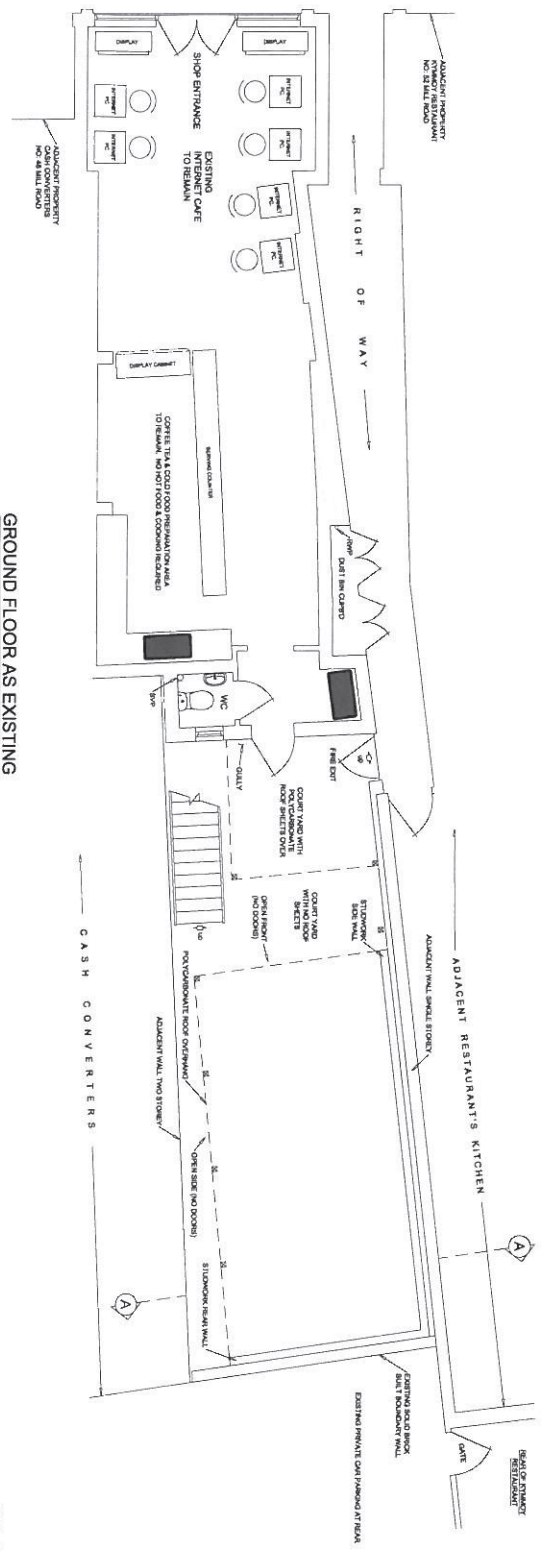 ADJACENT PROPERTY
KYMMOY RESTAURANT
NO: 52 MILL ROAD
RIGHT OF WAY
DISPLAY
DISPLAY
SHOP ENTRANCE
INTERNET
PC.
INTERNET
PC.
INTERNET
PC.
INTERNET
PC.
INTERNET
PC.
INTERNET
PC.
EXISTING
INTERNET CAFE
TO REMAIN
ADJACENT PROPERTY
CASH CONVERTERS
NO: 48 MILL ROAD
DISPLAY CABINET
SERVING COUNTER
COFFEE TEA & COLD FOOD PREPARATION AREA
TO REMAIN. NO HOT FOOD & COOKING REQUIRED
RWP
DUST BIN CUPB'D
WC
SVP
GULLY
FIRE EXIT
UP
COURT YARD WITH
POLYCARBONATE
ROOF SHEETS OVER
COURT YARD
WITH NO ROOF
SHEETS
STUDWORK
SIDE WALL
OPEN FRONT
(NO DOORS)
POLYCARBONATE ROOF OVERHANG
ADJACENT WALL SINGLE STOREY
ADJACENT RESTAURANT'S KITCHEN
ADJACENT WALL TWO STOREY
OPEN SIDE (NO DOORS)
STUDWORK REAR WALL
CASH CONVERTERS
A
A
EXISTING SOLID BRICK
BUILT BOUNDARY WALL
EXISTING PRIVATE CAR PARKING AT REAR
GATE
REAR OF KYMMOY
RESTAURANT
GROUND FLOOR AS EXISTING